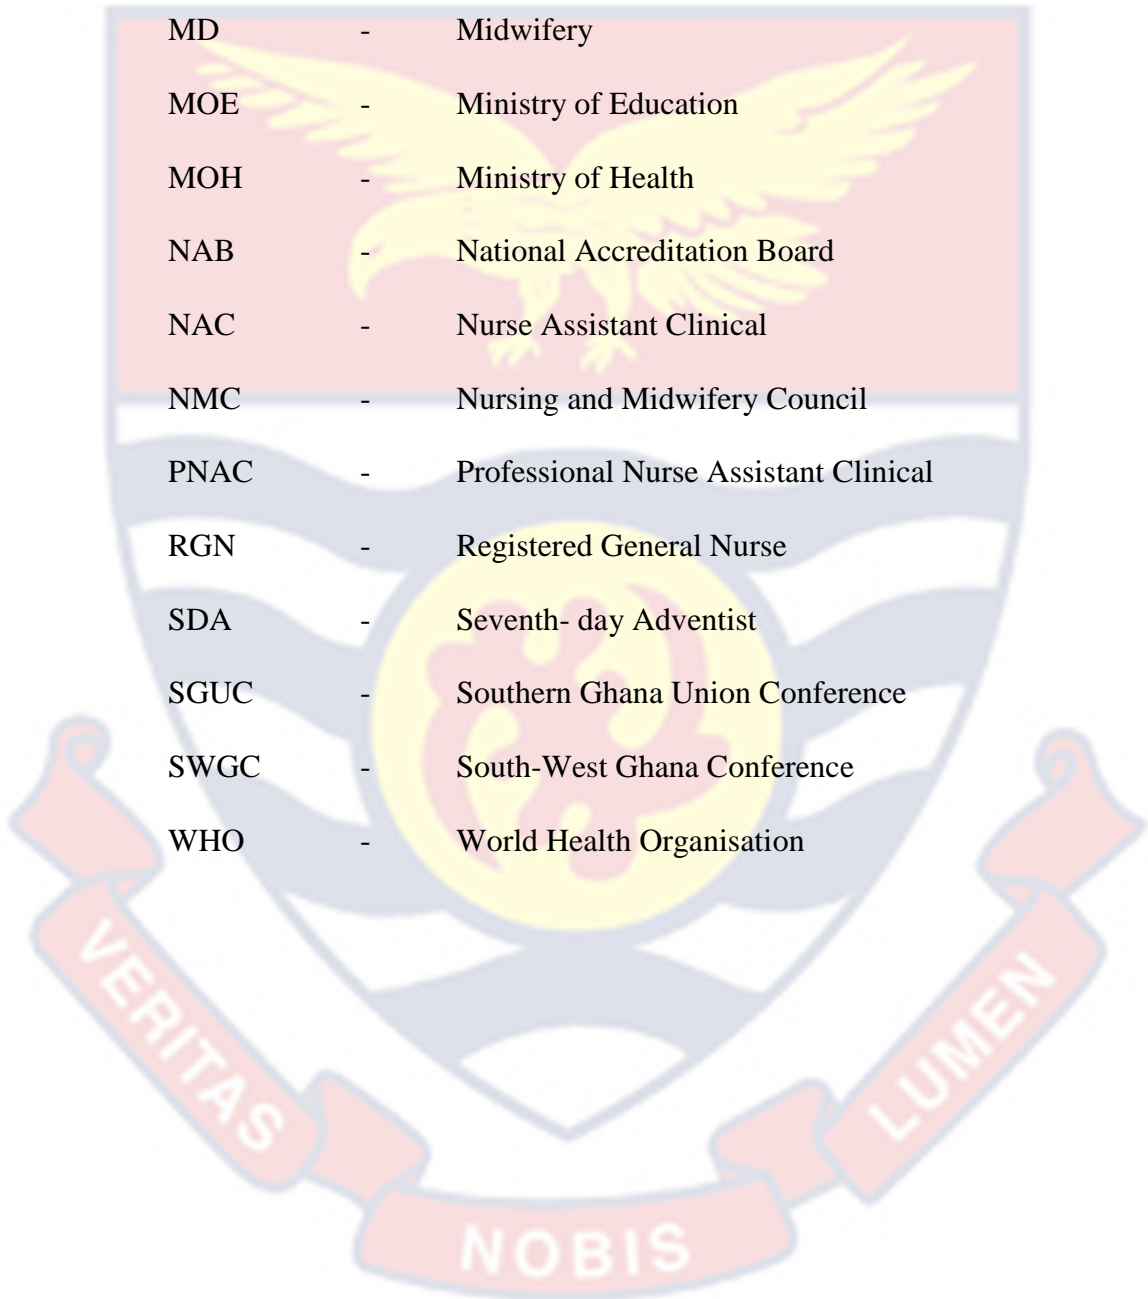 MD - Midwifery
MOE - Ministry of Education
MOH - Ministry of Health
NAB - National Accreditation Board
NAC - Nurse Assistant Clinical
NMC - Nursing and Midwifery Council
PNAC - Professional Nurse Assistant Clinical
RGN - Registered General Nurse
SDA - Seventh- day Adventist
SGUC - Southern Ghana Union Conference
SWGC - South-West Ghana Conference
WHO - World Health Organisation
VERITAS
NOBIS
LUMEN